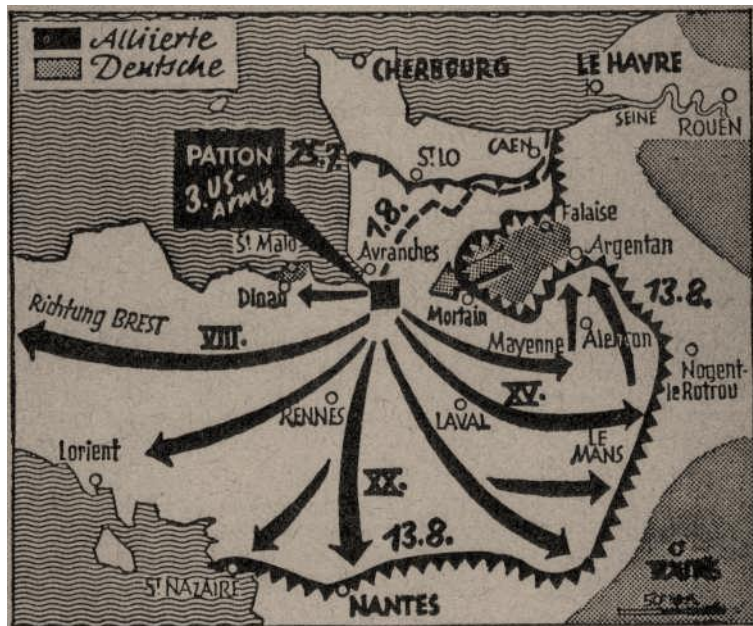 Alliierte
Deutsche
CHERBOURG
LE HAVRE
SEINE
ROUEN
PATTON
3. US-
Army
25.7.
ST LO
CAEN
1.8.
Falaise
St Malo
Avranches
Argentan
Dinan
Mortain
13.8.
Richtung BREST
VIII.
Mayenne
Alençon
Nogent-
le Rotrou
RENNES
LAVAL
XV.
LE
MANS
Lorient
XX.
13.8.
ST NAZAIRE
NANTES